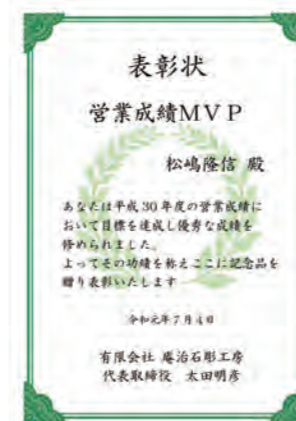 表彰状
営業成績MVP
松嶋隆信 殿
あなたは平成30年度の営業成績に
おいて目標を達成し優秀な成績を
修められました。
よってその功績を称えここに記念品を
贈り表彰いたします
令和元年7月4日
有限会社 庵治石彫工房
代表取締役 太田明彦